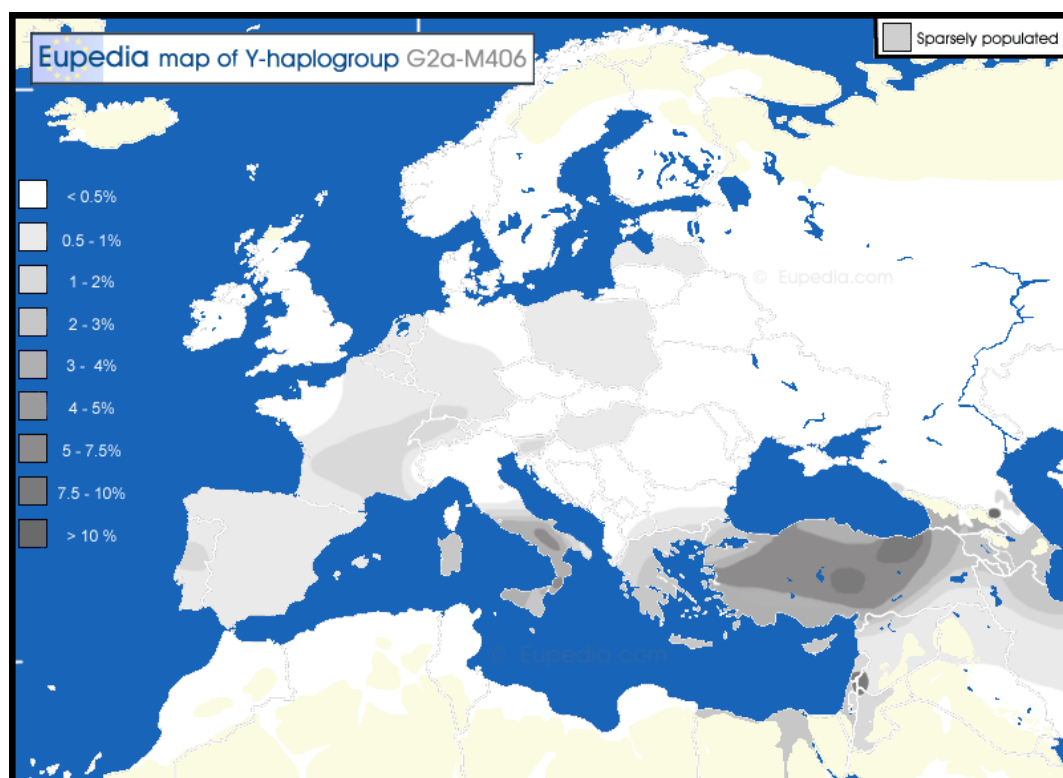 Eupedia map of Y-haplogroup G2a-M406
Sparsely populated
< 0.5%
0.5 - 1%
1 - 2%
2 - 3%
3 - 4%
4 - 5%
5 - 7.5%
7.5 - 10%
> 10 %
© Eupedia.com
© Eupedia.com